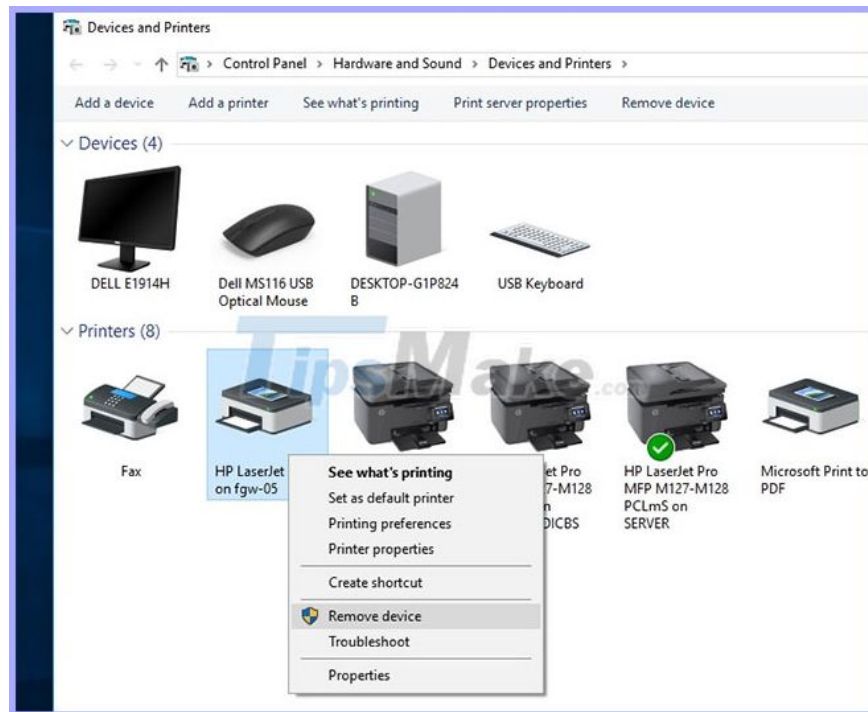 Devices and Printers
Control Panel > Hardware and Sound > Devices and Printers >
Add a device Add a printer See what's printing Print server properties Remove device
Devices (4)
DELL E1914H
Dell MS116 USB
Optical Mouse
DESKTOP-G1P824
B
USB Keyboard
Printers (8)
TipsMake.com
Fax
HP LaserJet
on fgw-05
See what's printing
Set as default printer
Printing preferences
Printer properties
Create shortcut
Remove device
Troubleshoot
Properties
et Pro
7-M128
n
DICBS
HP LaserJet Pro
MFP M127-M128
PCLmS on
SERVER
Microsoft Print to
PDF